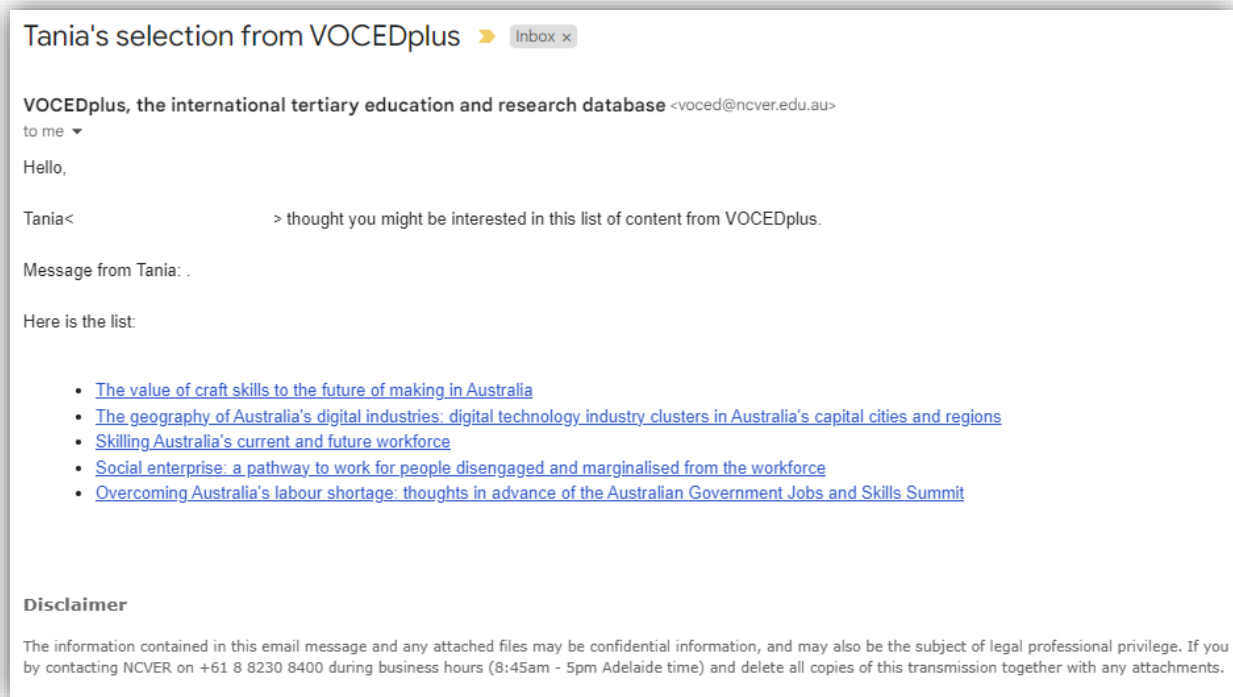 Tania's selection from VOCEDplus Inbox x
VOCEDplus, the international tertiary education and research database <voced@ncver.edu.au>
to me
Hello,
Tania< > thought you might be interested in this list of content from VOCEDplus.
Message from Tania: .
Here is the list:
• The value of craft skills to the future of making in Australia
• The geography of Australia's digital industries: digital technology industry clusters in Australia's capital cities and regions
• Skilling Australia's current and future workforce
• Social enterprise: a pathway to work for people disengaged and marginalised from the workforce
• Overcoming Australia's labour shortage: thoughts in advance of the Australian Government Jobs and Skills Summit
Disclaimer
The information contained in this email message and any attached files may be confidential information, and may also be the subject of legal professional privilege. If you
by contacting NCVER on +61 8 8230 8400 during business hours (8:45am - 5pm Adelaide time) and delete all copies of this transmission together with any attachments.